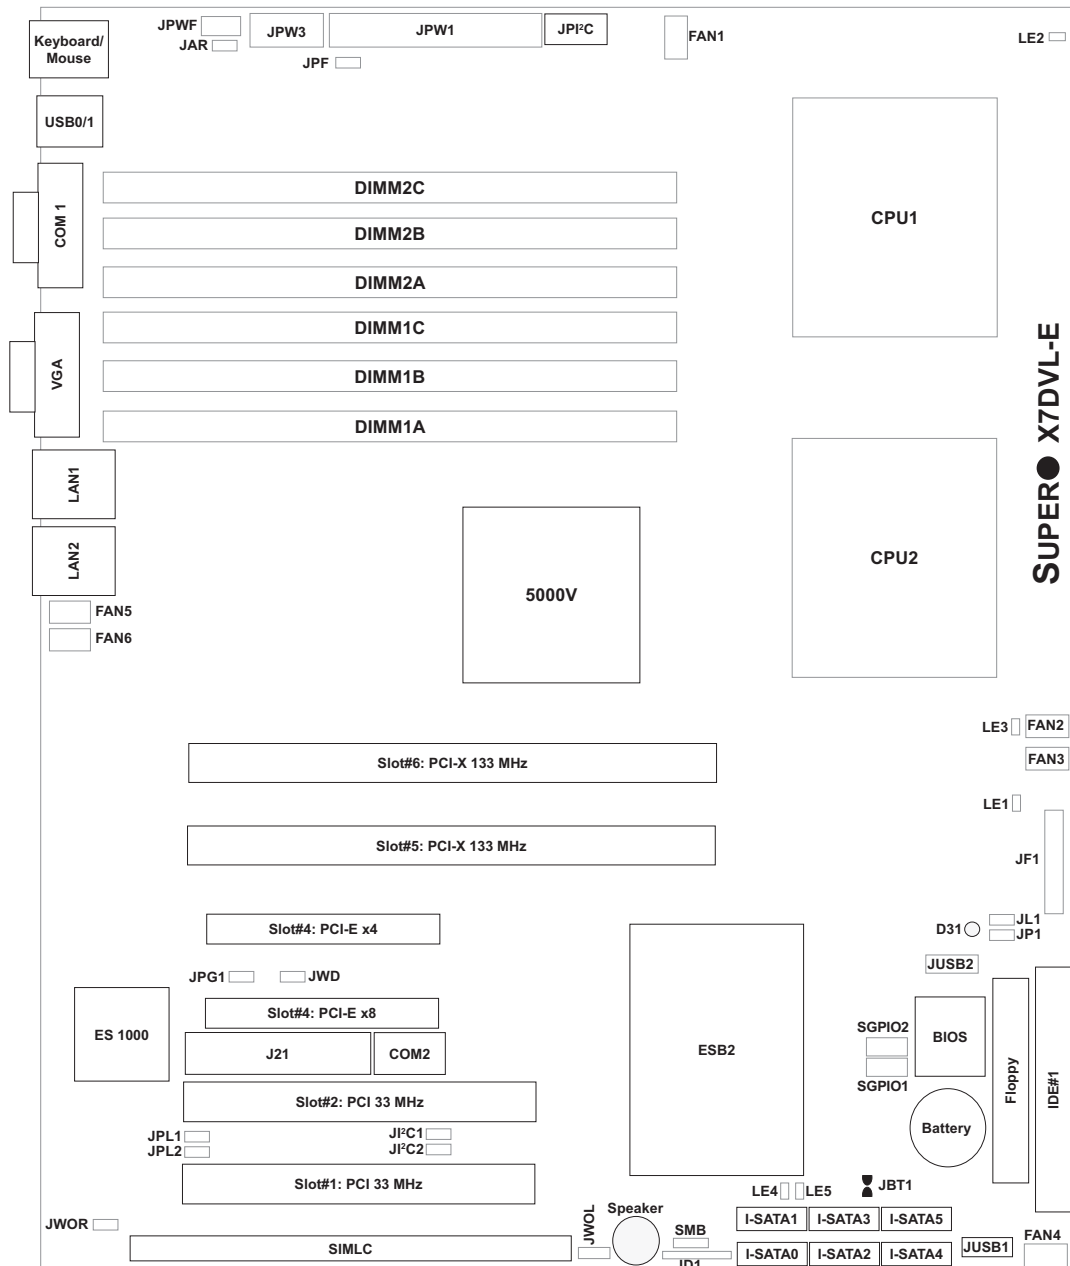 JPWF
JAR
JPW3
JPW1
JPI²C
JPF
FAN1
LE2
Keyboard/
Mouse
USB0/1
COM 1
VGA
LAN1
LAN2
FAN5
FAN6
DIMM2C
DIMM2B
DIMM2A
DIMM1C
DIMM1B
DIMM1A
CPU1
CPU2
SUPER● X7DVL-E
5000V
LE3
FAN2
FAN3
LE1
JF1
Slot#6: PCI-X 133 MHz
Slot#5: PCI-X 133 MHz
Slot#4: PCI-E x4
JPG1
JWD
Slot#4: PCI-E x8
ES 1000
J21
COM2
Slot#2: PCI 33 MHz
JPL1
JPL2
JI²C1
JI²C2
Slot#1: PCI 33 MHz
JWOR
SIMLC
ESB2
D31
JL1
JP1
JUSB2
SGPIO2
SGPIO1
BIOS
Battery
Floppy
IDE#1
LE4
LE5
JBT1
JWOL
Speaker
SMB
JD1
I-SATA1
I-SATA3
I-SATA5
I-SATA0
I-SATA2
I-SATA4
JUSB1
FAN4